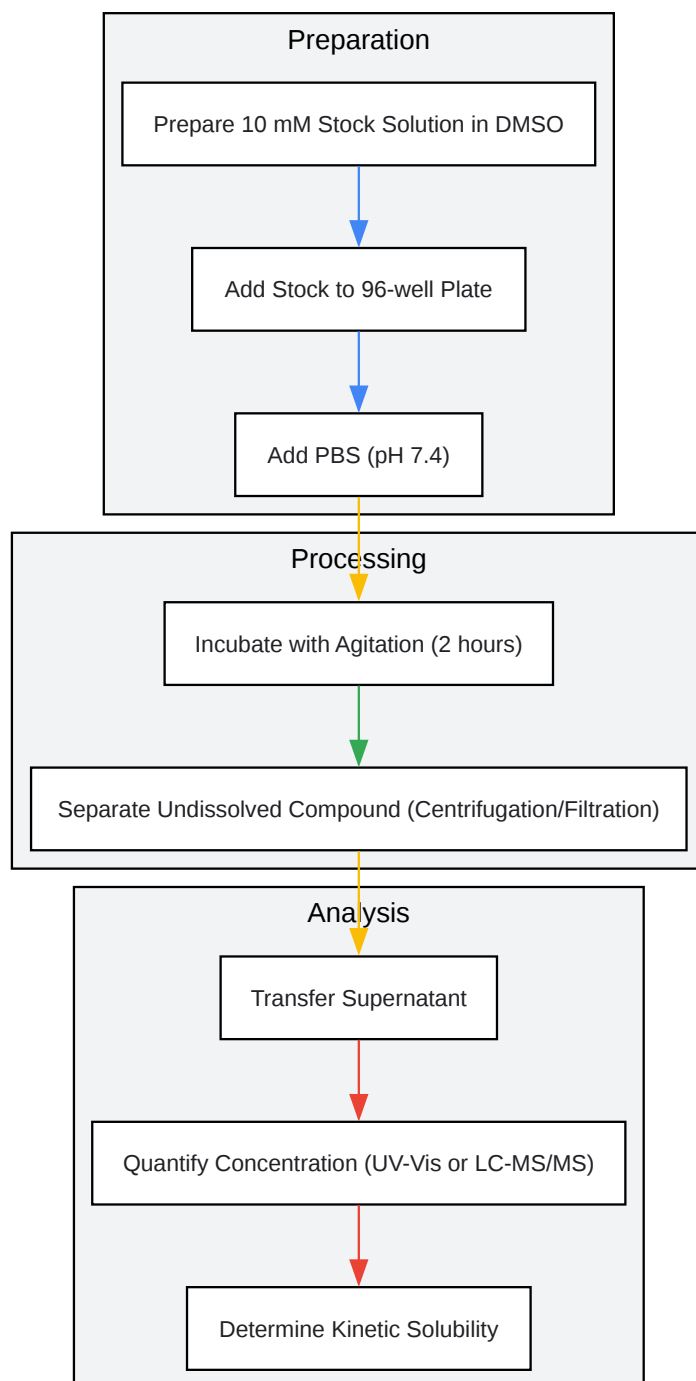 Preparation
Prepare 10 mM Stock Solution in DMSO
Add Stock to 96-well Plate
Add PBS (pH 7.4)
Processing
Incubate with Agitation (2 hours)
Separate Undissolved Compound (Centrifugation/Filtration)
Analysis
Transfer Supernatant
Quantify Concentration (UV-Vis or LC-MS/MS)
Determine Kinetic Solubility